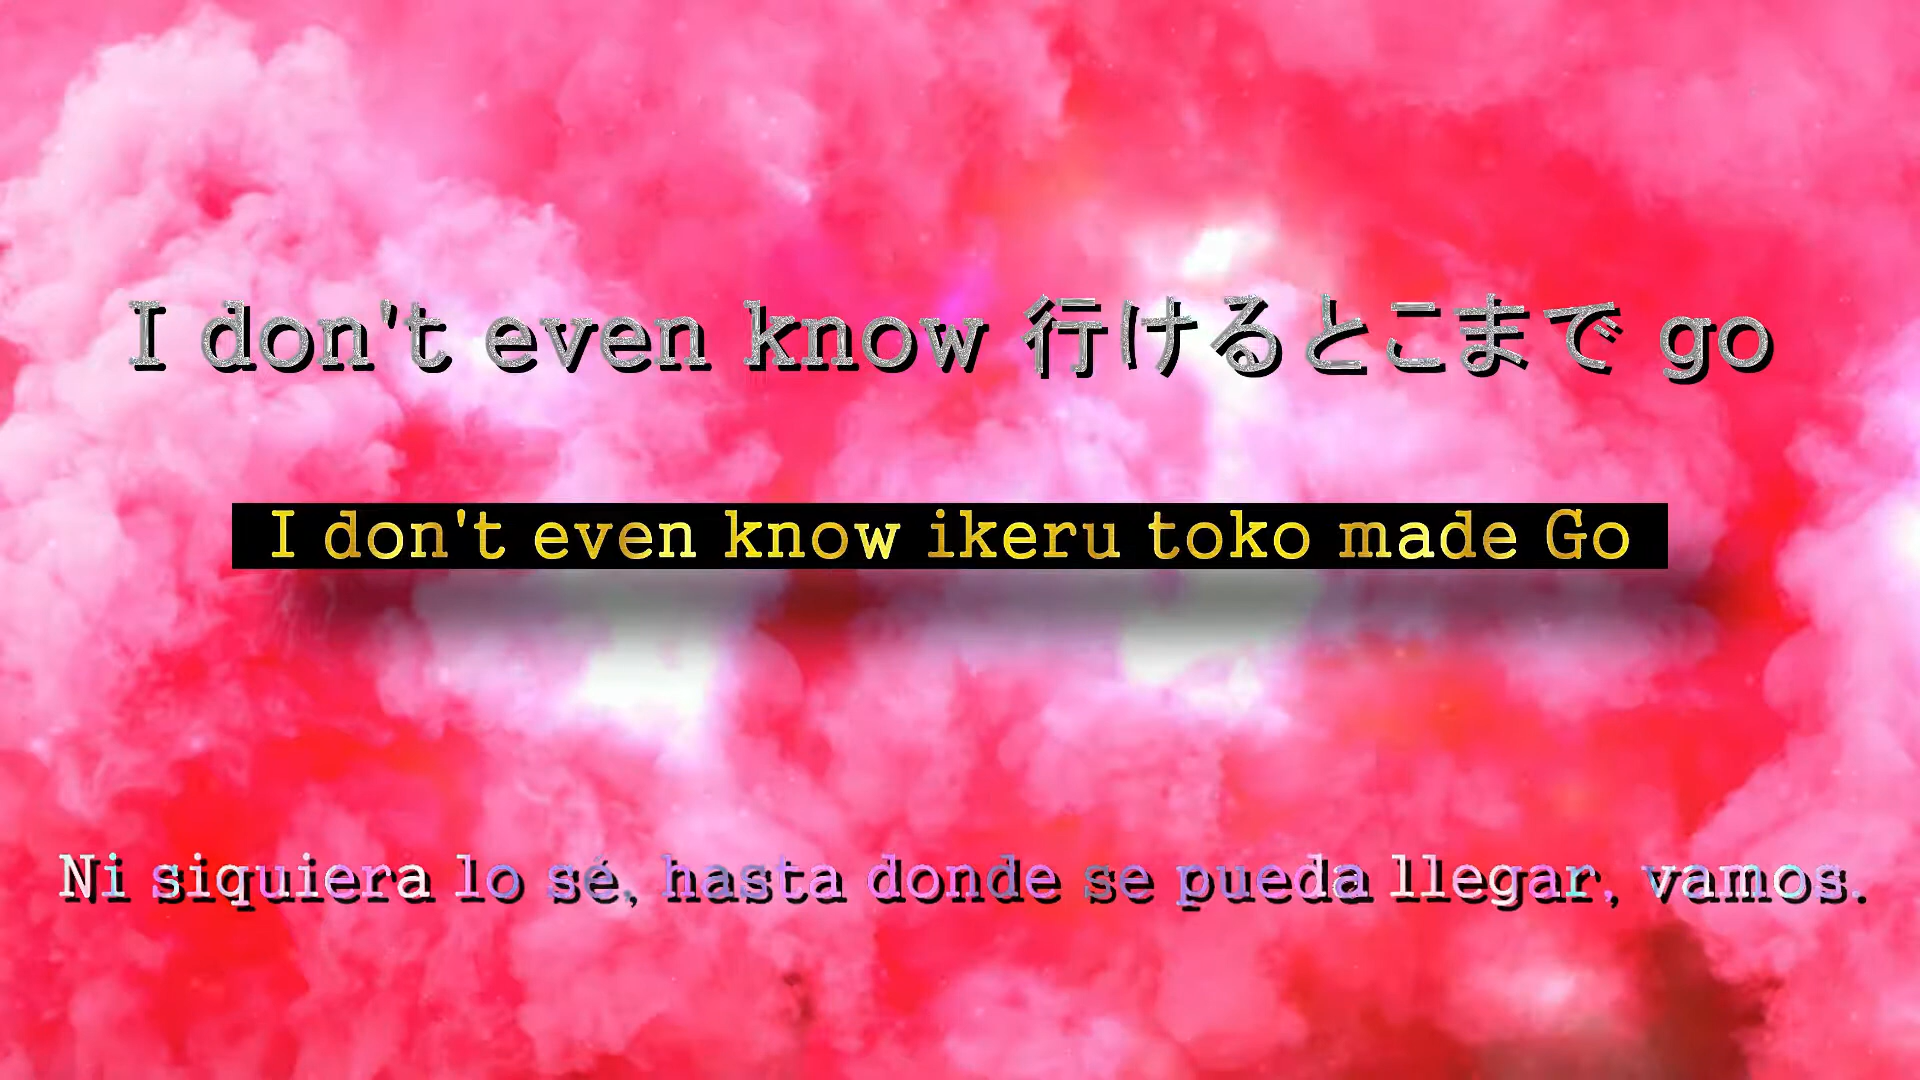 I don't even know 行けるとこまで go
I don't even know ikeru toko made Go
Ni siquiera lo sé, hasta donde se pueda llegar, vamos.